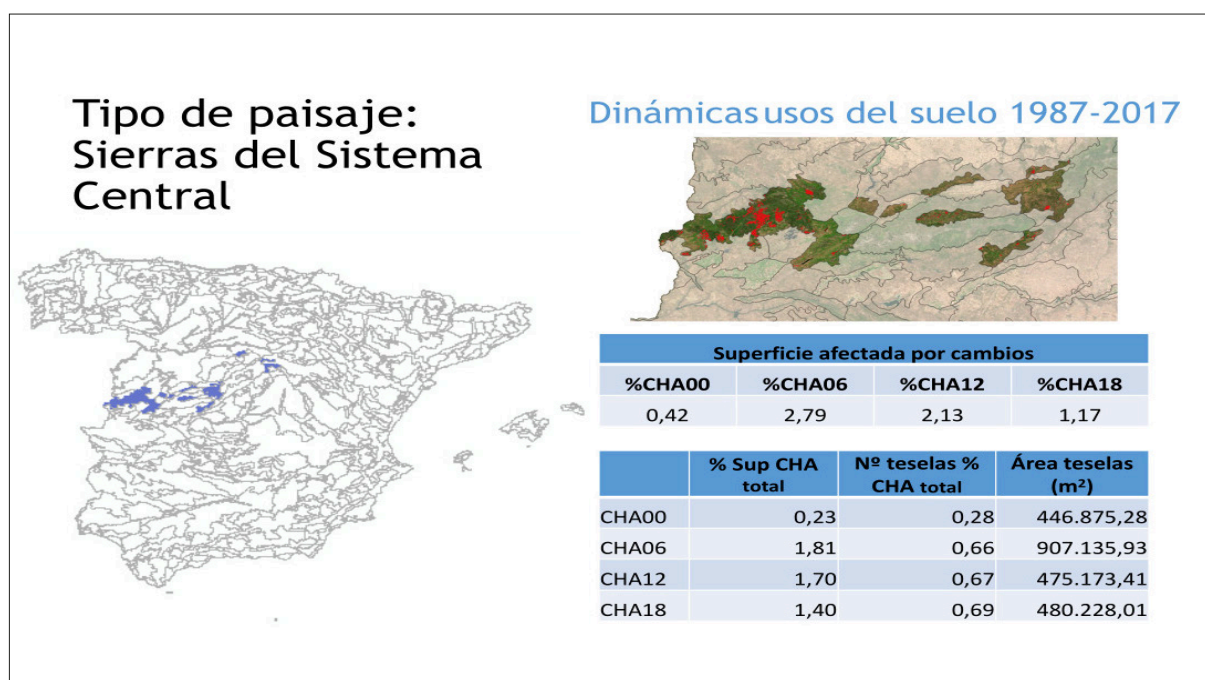 Tipo de paisaje:
Sierras del Sistema
Central
Dinámicas usos del suelo 1987-2017
Superficie afectada por cambios
%CHA00 %CHA06 %CHA12 %CHA18
0,42 2,79 2,13 1,17
% Sup CHA total Nº teselas % CHA total Área teselas (m²)
CHA00 0,23 0,28 446.875,28
CHA06 1,81 0,66 907.135,93
CHA12 1,70 0,67 475.173,41
CHA18 1,40 0,69 480.228,01